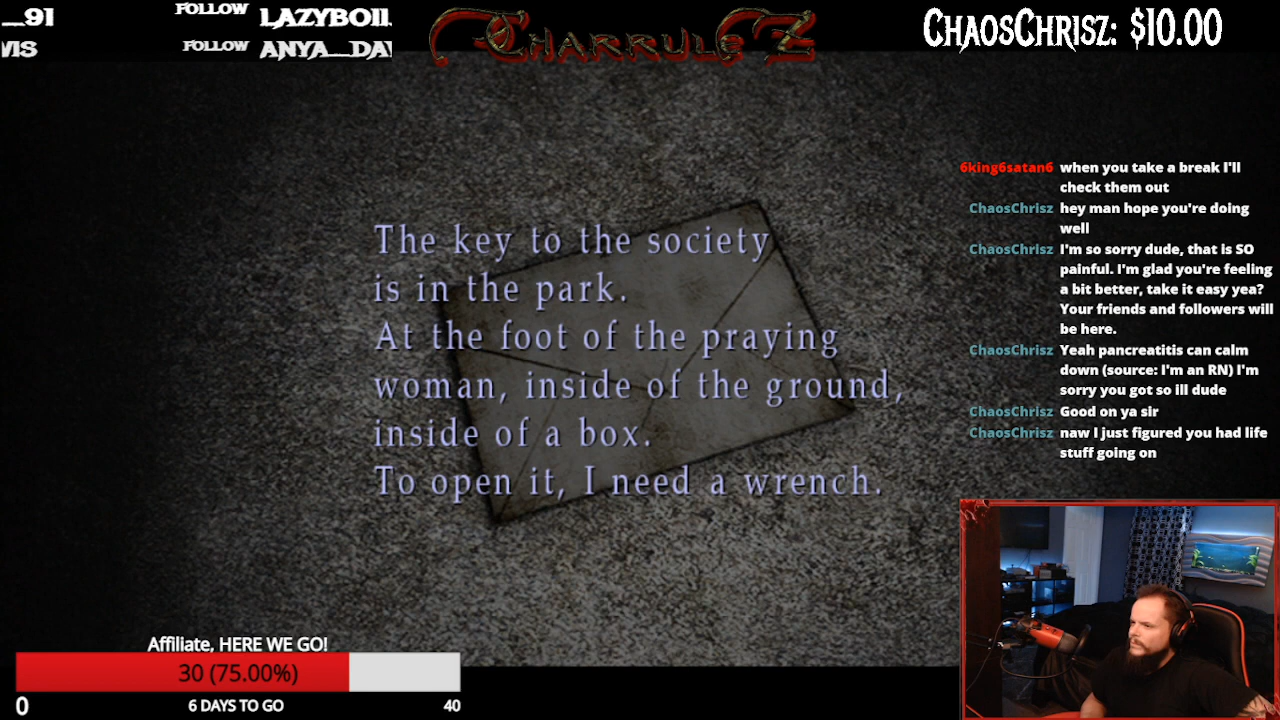 __91
FOLLOW LAZYBOII.
VIS
FOLLOW ANYA__DAV
CHARRULEZ
CHAOSCHRISZ: $10.00
The key to the society
is in the park.
At the foot of the praying
woman, inside of the ground,
inside of a box.
To open it, I need a wrench.
6king6satan6 when you take a break I'll
check them out
ChaosChrisz hey man hope you're doing
well
ChaosChrisz I'm so sorry dude, that is SO
painful. I'm glad you're feeling
a bit better, take it easy yea?
Your friends and followers will
be here.
ChaosChrisz Yeah pancreatitis can calm
down (source: I'm an RN) I'm
sorry you got so ill dude
ChaosChrisz Good on ya sir
ChaosChrisz naw I just figured you had life
stuff going on
Affiliate, HERE WE GO!
30 (75.00%)
0 6 DAYS TO GO 40